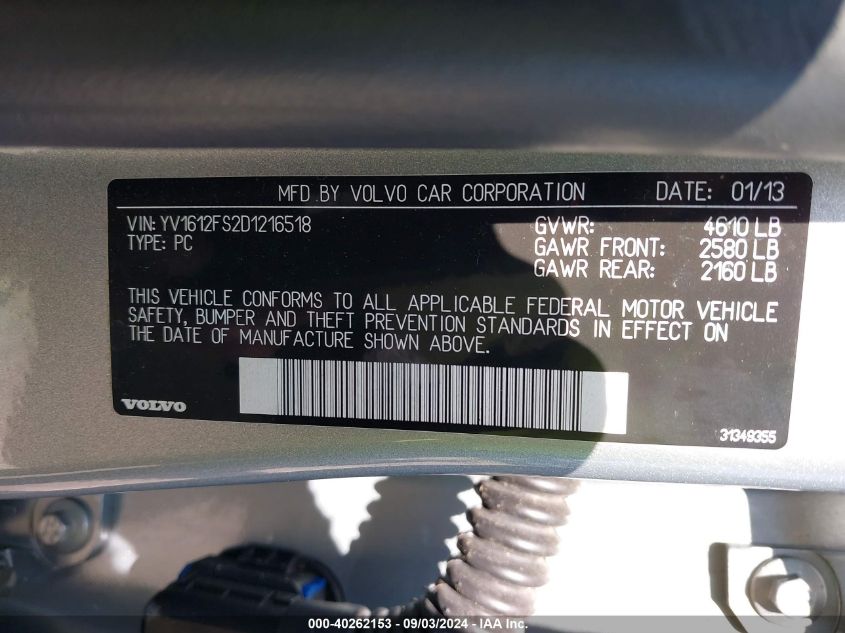 MFD.BY VOLVO CAR CORPORATION DATE: 01/13
VIN: YV1612FS2D1216518 GVWR: 4610 LB
TYPE: PC GAWR FRONT: 2580 LB
GAWR REAR: 2160 LB
THIS VEHICLE CONFORMS TO ALL APPLICABLE FEDERAL MOTOR VEHICLE
SAFETY, BUMPER AND THEFT PREVENTION STANDARDS IN EFFECT ON
THE DATE OF MANUFACTURE SHOWN ABOVE.
VOLVO
31349355
000-40262153 - 09/03/2024 - IAA Inc.